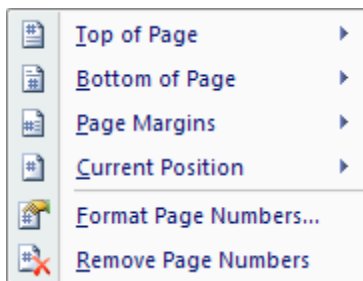 Top of Page
Bottom of Page
Page Margins
Current Position
Format Page Numbers...
Remove Page Numbers